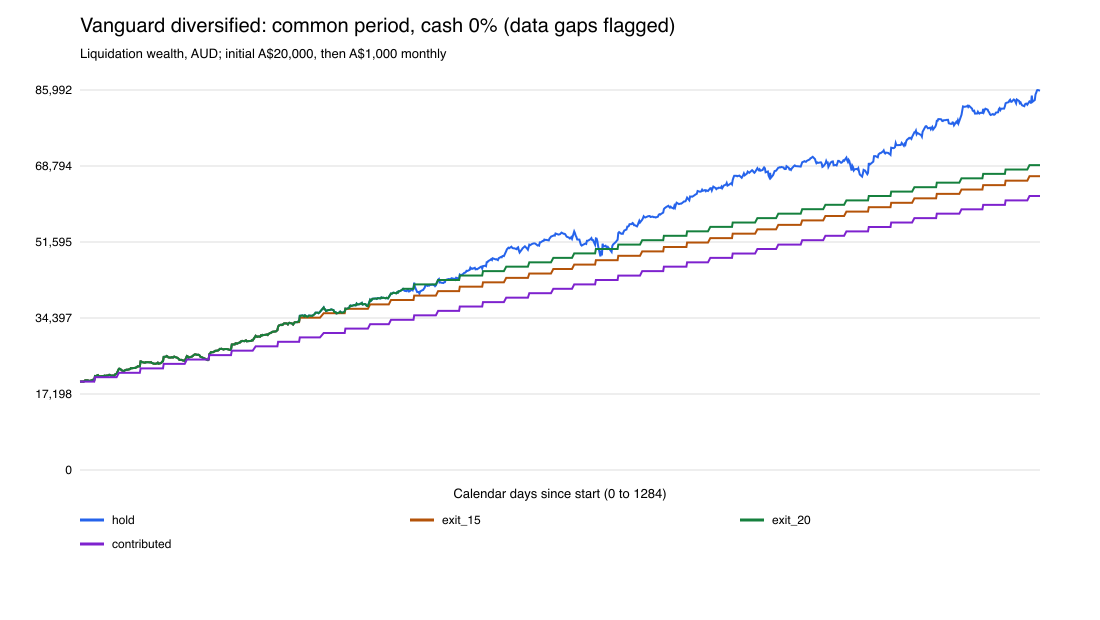 Vanguard diversified: common period, cash 0% (data gaps flagged)
Liquidation wealth, AUD; initial A$20,000, then A$1,000 monthly
85,992
68,794
51,595
34,397
17,198
0
Calendar days since start (0 to 1284)
hold
exit_15
exit_20
contributed